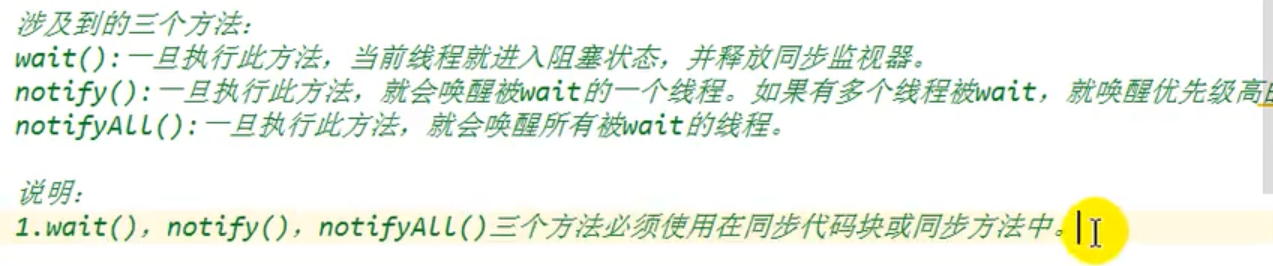 涉及到的三个方法：
wait():一旦执行此方法，当前线程就进入阻塞状态，并释放同步监视器。
notify():一旦执行此方法，就会唤醒被wait的一个线程。如果有多个线程被wait，就唤醒优先级高
notifyAll():一旦执行此方法，就会唤醒所有被wait的线程。
说明：
1.wait()，notify()，notifyAll()三个方法必须使用在同步代码块或同步方法中。